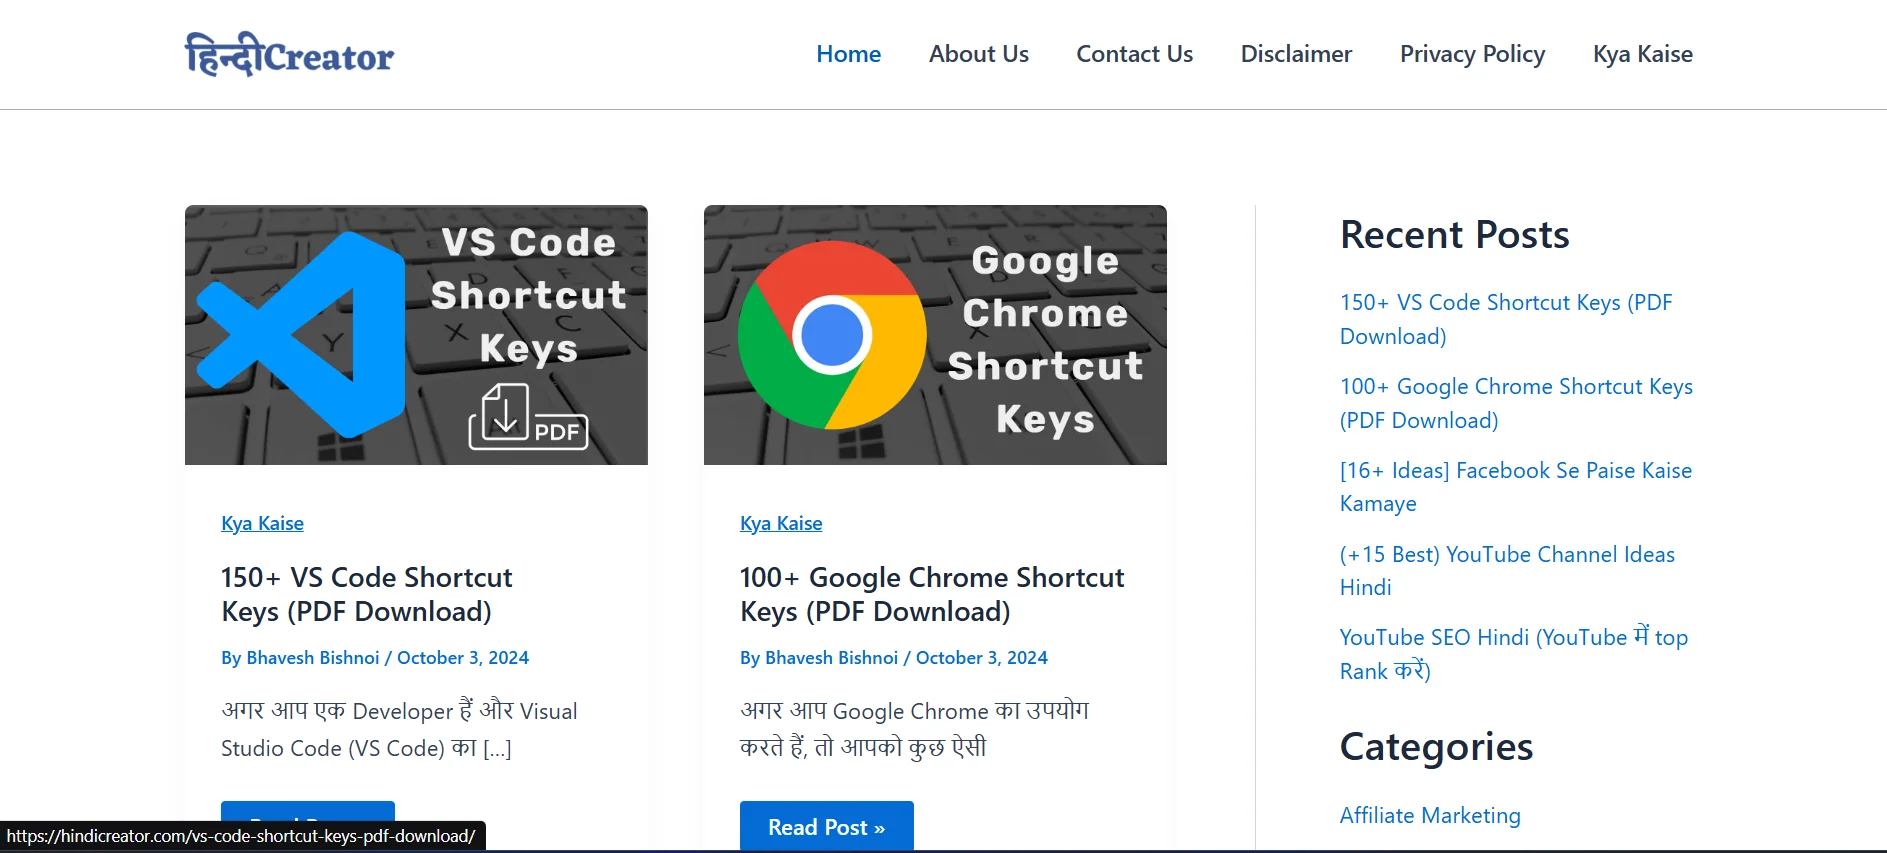 हिन्दीCreator
Home About Us Contact Us Disclaimer Privacy Policy Kya Kaise
VS Code
Shortcut
Keys
PDF
Kya Kaise
150+ VS Code Shortcut
Keys (PDF Download)
By Bhavesh Bishnoi / October 3, 2024
अगर आप एक Developer हैं और Visual
Studio Code (VS Code) का [...]
Google
Chrome
Shortcut
Keys
Kya Kaise
100+ Google Chrome Shortcut
Keys (PDF Download)
By Bhavesh Bishnoi / October 3, 2024
अगर आप Google Chrome का उपयोग
करते हैं, तो आपको कुछ ऐसी
Read Post »
Recent Posts
150+ VS Code Shortcut Keys (PDF
Download)
100+ Google Chrome Shortcut Keys
(PDF Download)
[16+ Ideas] Facebook Se Paise Kaise
Kamaye
(+15 Best) YouTube Channel Ideas
Hindi
YouTube SEO Hindi (YouTube में top
Rank करें)
Categories
Affiliate Marketing
https://hindicreator.com/vs-code-shortcut-keys-pdf-download/